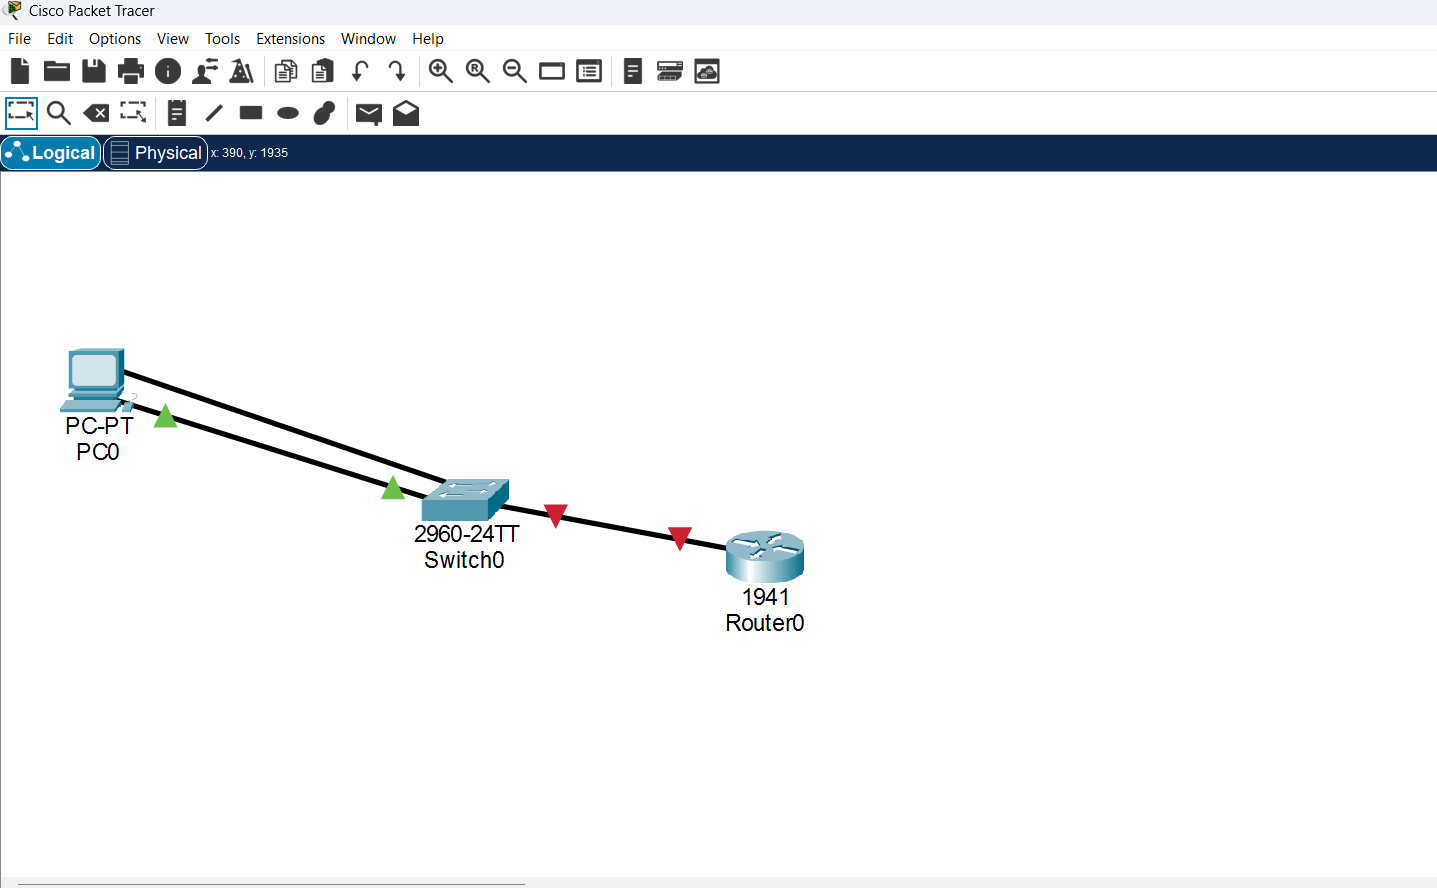 Cisco Packet Tracer
File Edit Options View Tools Extensions Window Help
Logical Physical x: 390, y: 1935
PC-PT
PC0
2960-24TT
Switch0
1941
Router0